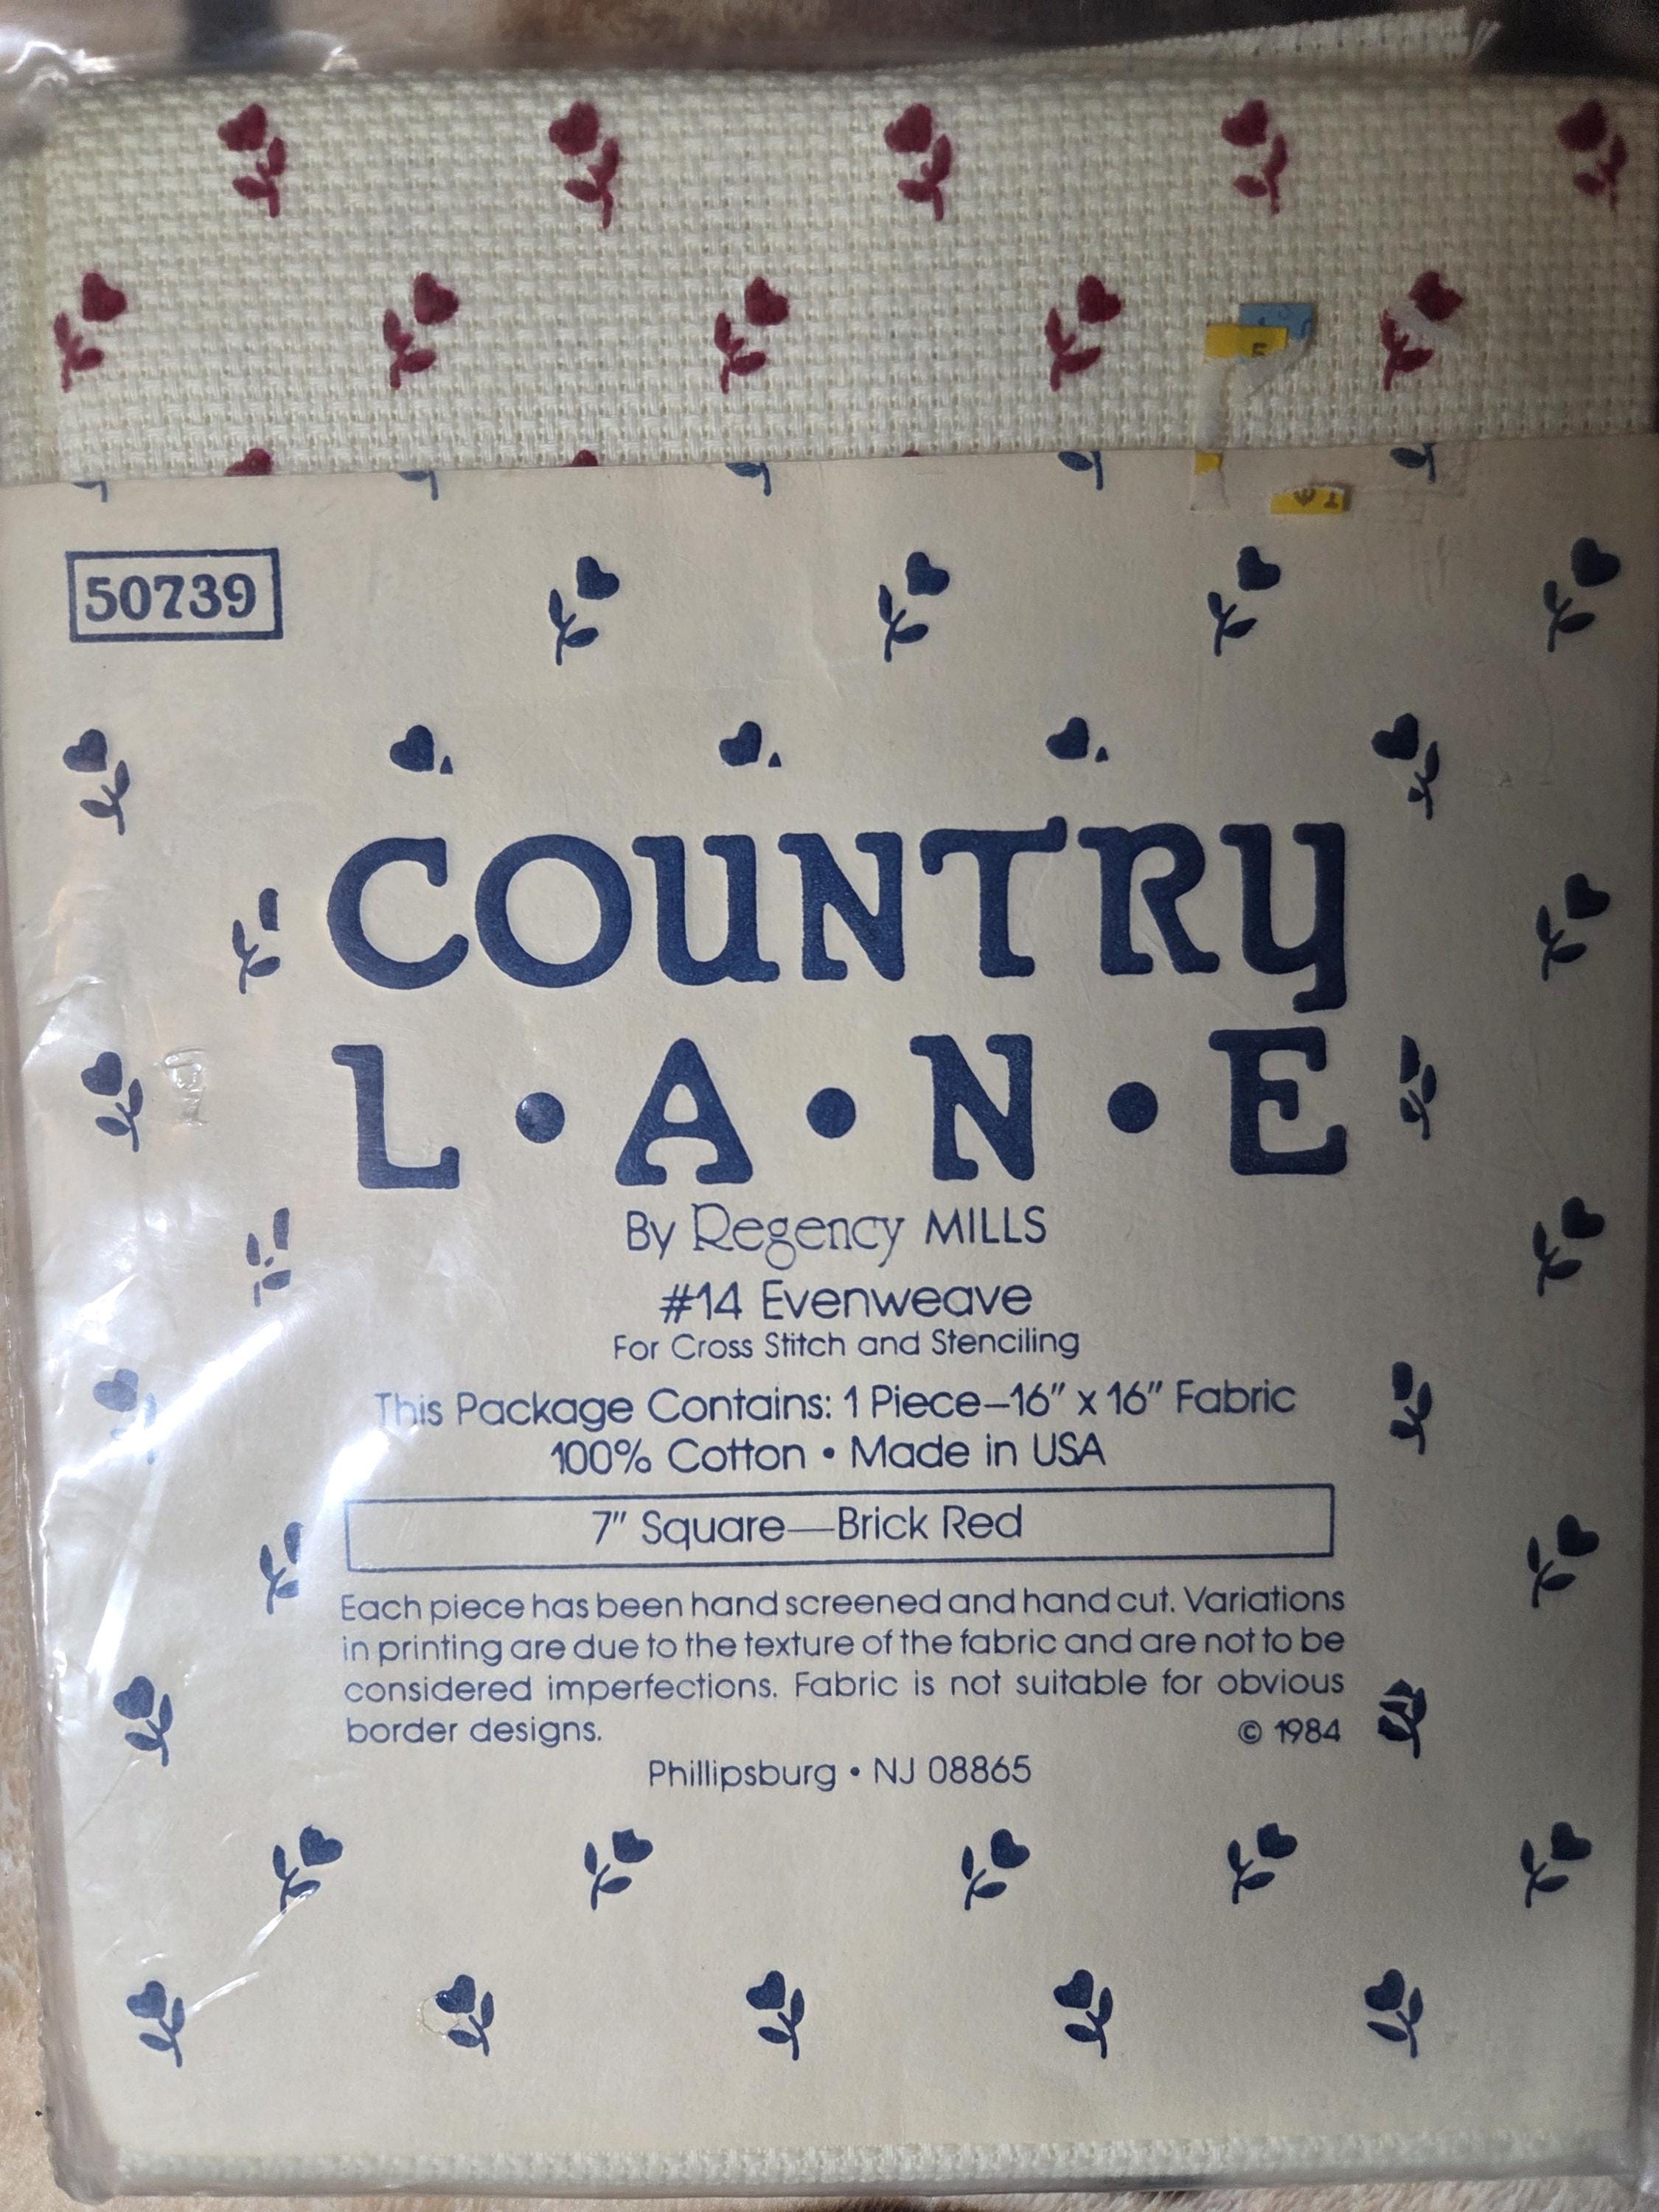 50739
COUNTRY
L•A•N•E
By Regency MILLS
#14 Evenweave
For Cross Stitch and Stenciling
This Package Contains: 1 Piece–16″ x 16″ Fabric
100% Cotton • Made in USA
7″ Square—Brick Red
Each piece has been hand screened and hand cut. Variations
in printing are due to the texture of the fabric and are not to be
considered imperfections. Fabric is not suitable for obvious
border designs. © 1984
Phillipsburg • NJ 08865